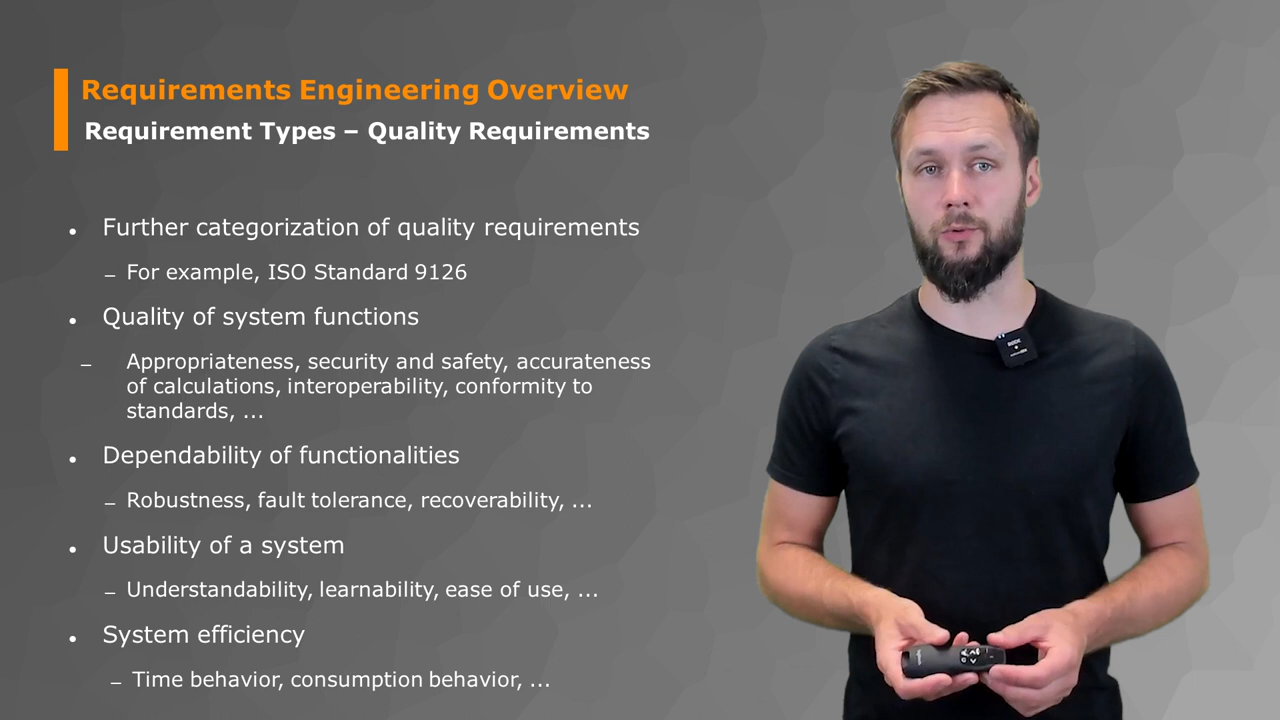 Requirements Engineering Overview
Requirement Types – Quality Requirements
• Further categorization of quality requirements
– For example, ISO Standard 9126
• Quality of system functions
– Appropriateness, security and safety, accurateness
of calculations, interoperability, conformity to
standards, ...
• Dependability of functionalities
– Robustness, fault tolerance, recoverability, ...
• Usability of a system
– Understandability, learnability, ease of use, ...
• System efficiency
– Time behavior, consumption behavior, ...